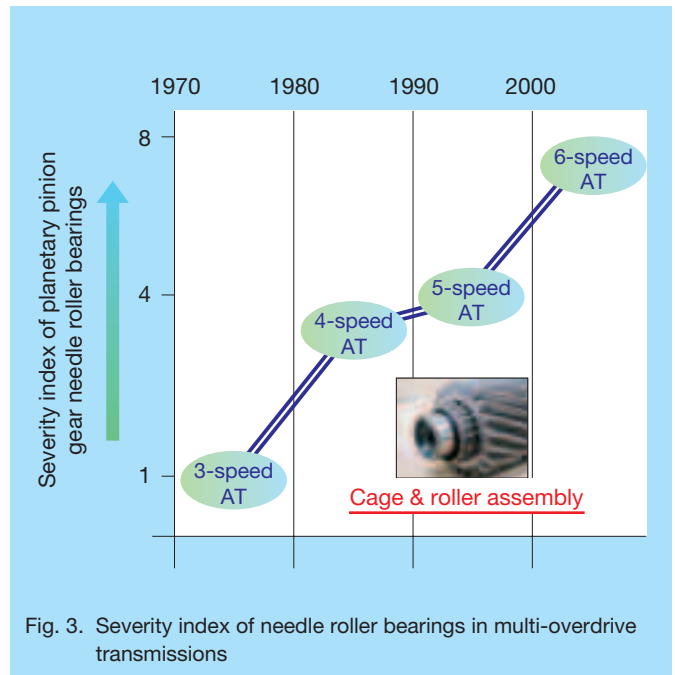 1970 1980 1990 2000
8
4
1
Severity index of planetary pinion
gear needle roller bearings
6-speed
AT
5-speed
AT
4-speed
AT
3-speed
AT
Cage & roller assembly
Fig. 3. Severity index of needle roller bearings in multi-overdrive
transmissions